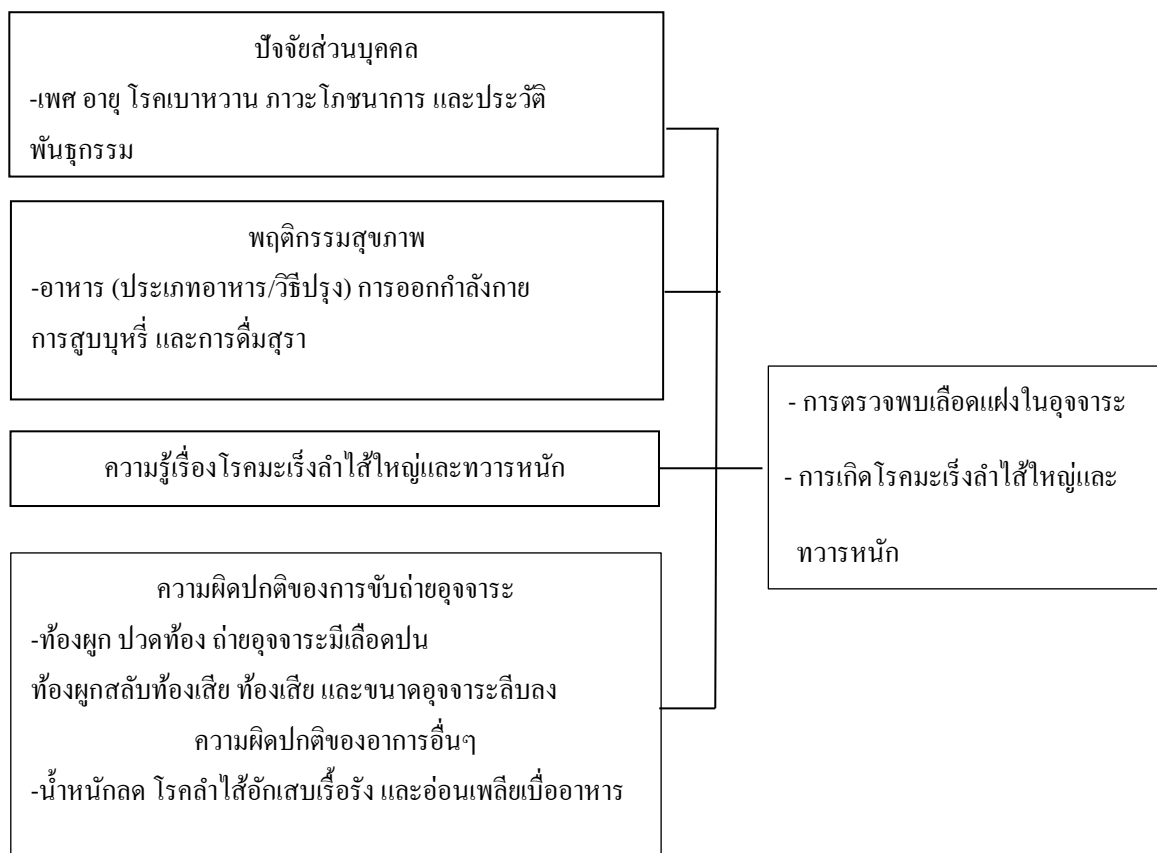 ปัจจัยส่วนบุคคล
-เพศ อายุ โรคเบาหวาน ภาวะโภชนาการ และประวัติ
พันธุกรรม
พฤติกรรมสุขภาพ
-อาหาร (ประเภทอาหาร/วิธีปรุง) การออกกำลังกาย
การสูบบุหรี่ และการดื่มสุรา
ความรู้เรื่องโรคมะเร็งลำไส้ใหญ่และทวารหนัก
ความผิดปกติของการขับถ่ายอุจจาระ
-ท้องผูก ปวดท้อง ถ่ายอุจจาระมีเลือดปน
ท้องผูกสลับท้องเสีย ท้องเสีย และขนาดอุจจาระลีบลง
ความผิดปกติของอาการอื่นๆ
-น้ำหนักลด โรคลำไส้อักเสบเรื้อรัง และอ่อนเพลียเบื่ออาหาร
- การตรวจพบเลือดแฝงในอุจจาระ
- การเกิดโรคมะเร็งลำไส้ใหญ่และ
ทวารหนัก